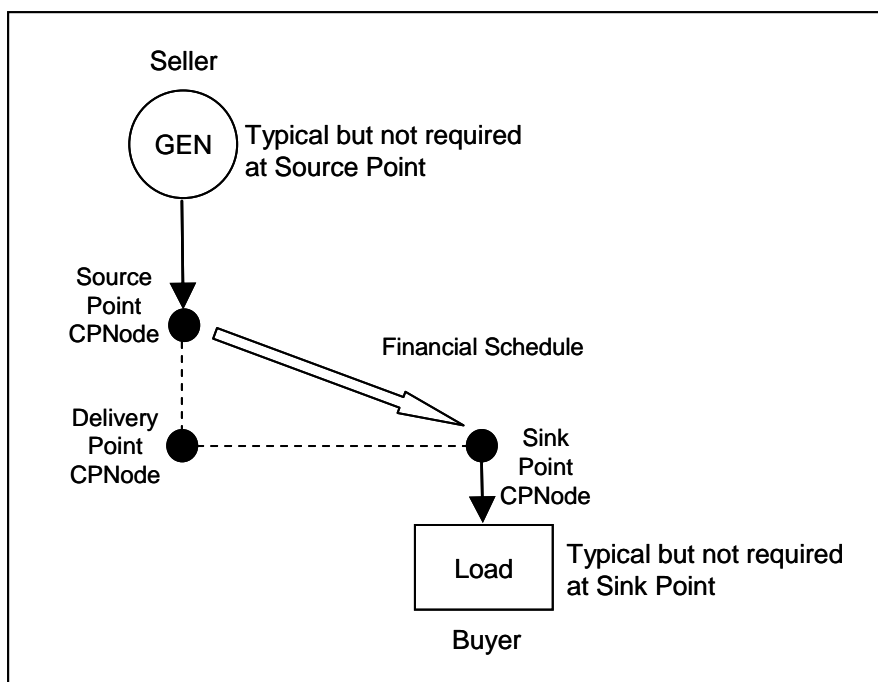 Seller
GEN
Typical but not required
at Source Point
Source
Point
CPNode
Financial Schedule
Delivery
Point
CPNode
Sink
Point
CPNode
Load
Typical but not required
at Sink Point
Buyer